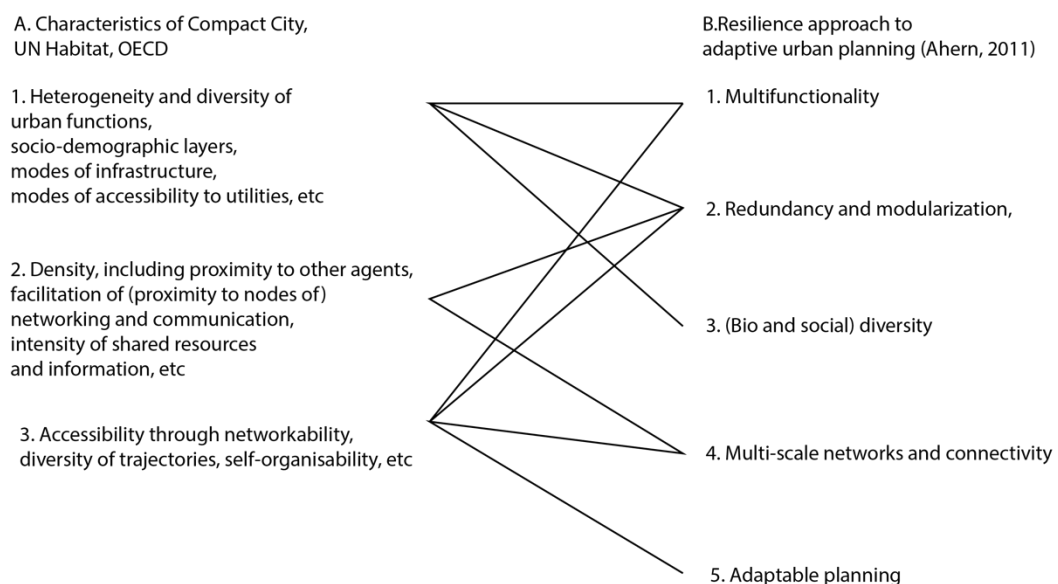 A. Characteristics of Compact City,
UN Habitat, OECD
1. Heterogeneity and diversity of
urban functions,
socio-demographic layers,
modes of infrastructure,
modes of accessibility to utilities, etc
2. Density, including proximity to other agents,
facilitation of (proximity to nodes of)
networking and communication,
intensity of shared resources
and information, etc
3. Accessibility through networkability,
diversity of trajectories, self-organisability, etc
B.Resilience approach to
adaptive urban planning (Ahern, 2011)
1. Multifunctionality
2. Redundancy and modularization,
3. (Bio and social) diversity
4. Multi-scale networks and connectivity
5. Adaptable planning